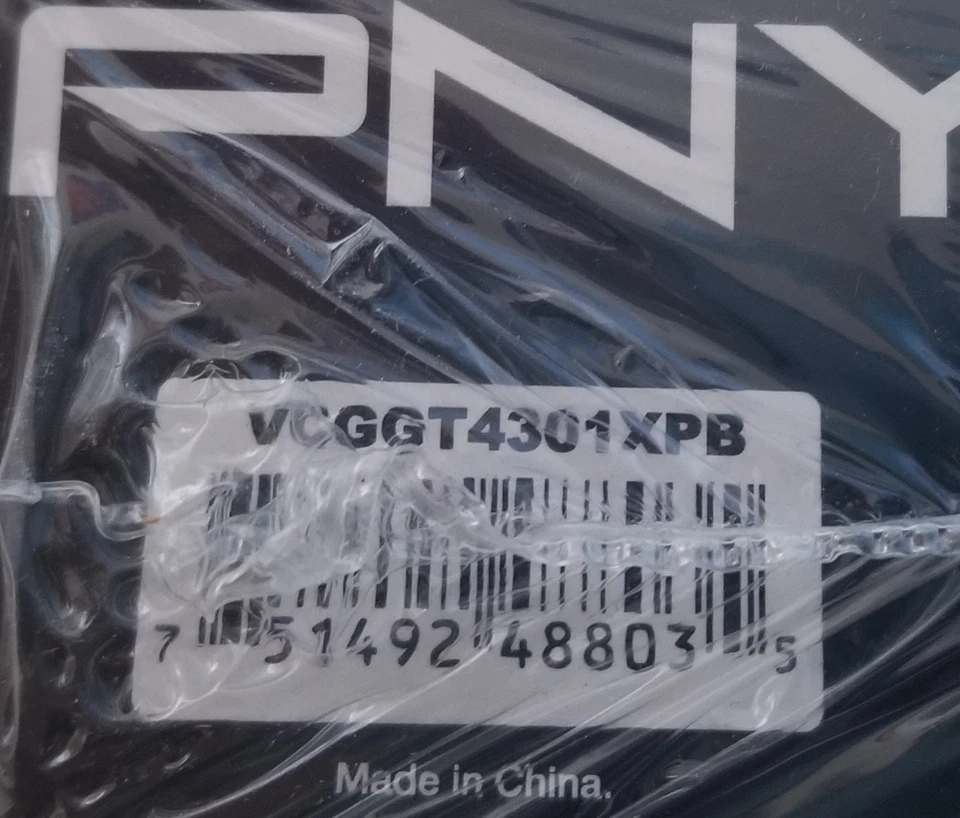 PNY
VCGGT4301XPB
7 51492 48803 5
Made in China.